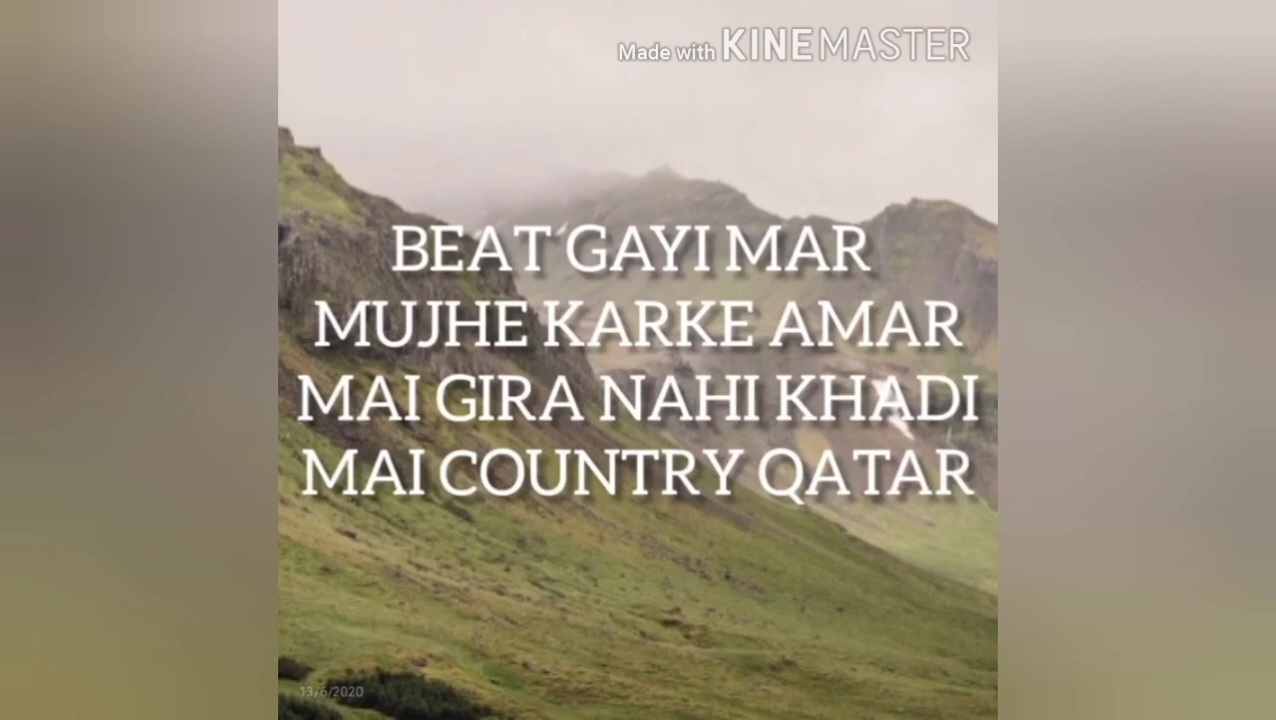 Made with KINEMASTER
BEAT GAYI MAR
MUJHE KARKE AMAR
MAI GIRA NAHI KHADI
MAI COUNTRY QATAR
13/6/2020